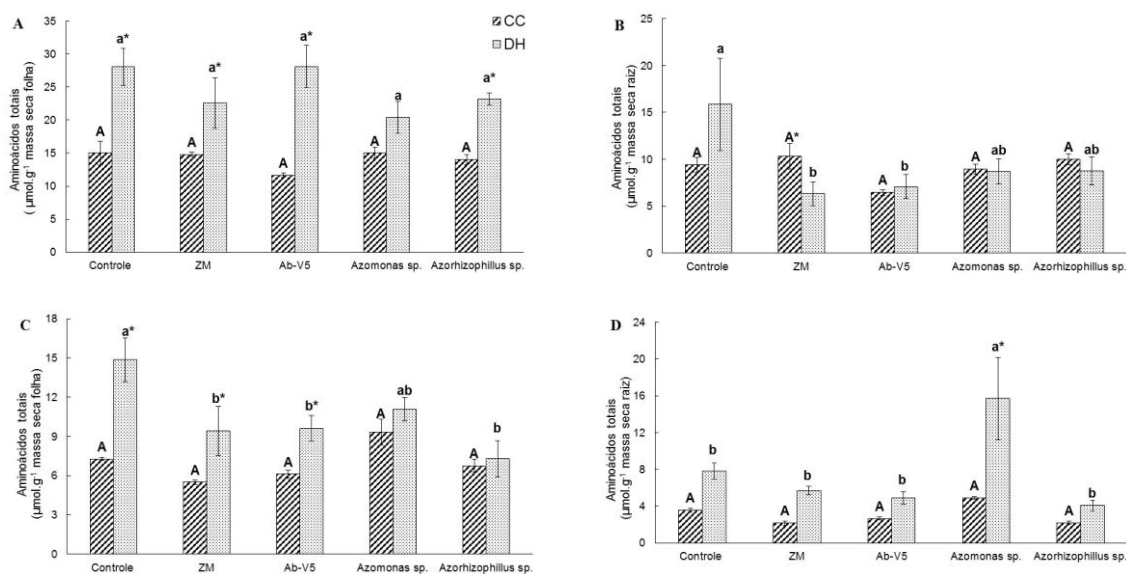 A
Aminoácidos totais
( µmol.g⁻¹ massa seca folha)
35
30
25
20
15
10
5
0
CC
DH
A a*
A a*
A a*
A a
A a*
Controle ZM Ab-V5 Azomonas sp. Azorhizophillus sp.
B
Aminoácidos totais
(µmol.g⁻¹ massa seca raiz)
25
20
15
10
5
0
A a
A* b
A b
A ab
A ab
Controle ZM Ab-V5 Azomonas sp. Azorhizophillus sp.
C
Aminoácidos totais
(µmol.g⁻¹ massa seca folha)
18
15
12
9
6
3
0
A a*
A b*
A b*
A ab
A b
Controle ZM Ab-V5 Azomonas sp. Azorhizophillus sp.
D
Aminoácidos totais
(µmol.g⁻¹ massa seca raiz)
24
20
16
12
8
4
0
A b
A b
A b
A a*
A b
Controle ZM Ab-V5 Azomonas sp. Azorhizophillus sp.